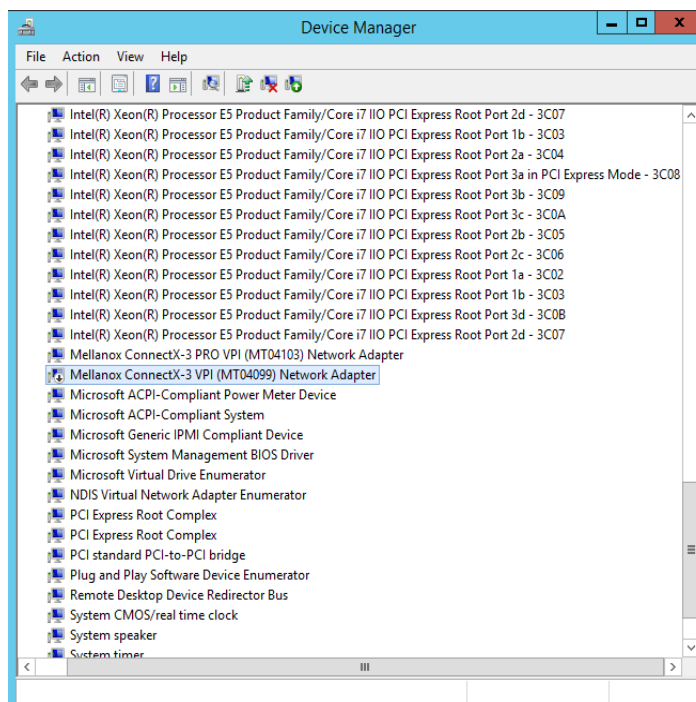 Device Manager
File Action View Help
Intel(R) Xeon(R) Processor E5 Product Family/Core i7 IIO PCI Express Root Port 2d - 3C07
Intel(R) Xeon(R) Processor E5 Product Family/Core i7 IIO PCI Express Root Port 1b - 3C03
Intel(R) Xeon(R) Processor E5 Product Family/Core i7 IIO PCI Express Root Port 2a - 3C04
Intel(R) Xeon(R) Processor E5 Product Family/Core i7 IIO PCI Express Root Port 3a in PCI Express Mode - 3C08
Intel(R) Xeon(R) Processor E5 Product Family/Core i7 IIO PCI Express Root Port 3b - 3C09
Intel(R) Xeon(R) Processor E5 Product Family/Core i7 IIO PCI Express Root Port 3c - 3C0A
Intel(R) Xeon(R) Processor E5 Product Family/Core i7 IIO PCI Express Root Port 2b - 3C05
Intel(R) Xeon(R) Processor E5 Product Family/Core i7 IIO PCI Express Root Port 2c - 3C06
Intel(R) Xeon(R) Processor E5 Product Family/Core i7 IIO PCI Express Root Port 1a - 3C02
Intel(R) Xeon(R) Processor E5 Product Family/Core i7 IIO PCI Express Root Port 1b - 3C03
Intel(R) Xeon(R) Processor E5 Product Family/Core i7 IIO PCI Express Root Port 3d - 3C0B
Intel(R) Xeon(R) Processor E5 Product Family/Core i7 IIO PCI Express Root Port 2d - 3C07
Mellanox ConnectX-3 PRO VPI (MT04103) Network Adapter
Mellanox ConnectX-3 VPI (MT04099) Network Adapter
Microsoft ACPI-Compliant Power Meter Device
Microsoft ACPI-Compliant System
Microsoft Generic IPMI Compliant Device
Microsoft System Management BIOS Driver
Microsoft Virtual Drive Enumerator
NDIS Virtual Network Adapter Enumerator
PCI Express Root Complex
PCI Express Root Complex
PCI standard PCI-to-PCI bridge
Plug and Play Software Device Enumerator
Remote Desktop Device Redirector Bus
System CMOS/real time clock
System speaker
System timer